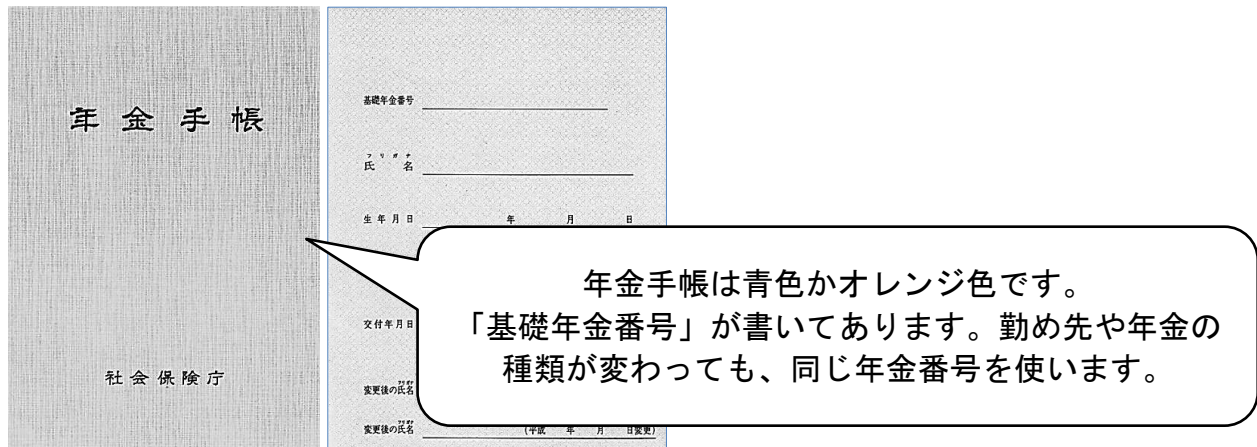 年金手帳
社会保険庁
基礎年金番号
フリガナ
氏名
生年月日 年 月 日
交付年月日
フリガナ
変更後の氏名
フリガナ
変更後の氏名
(平成 年 月 日変更)
年金手帳は青色かオレンジ色です。
「基礎年金番号」が書いてあります。勤め先や年金の
種類が変わっても、同じ年金番号を使います。